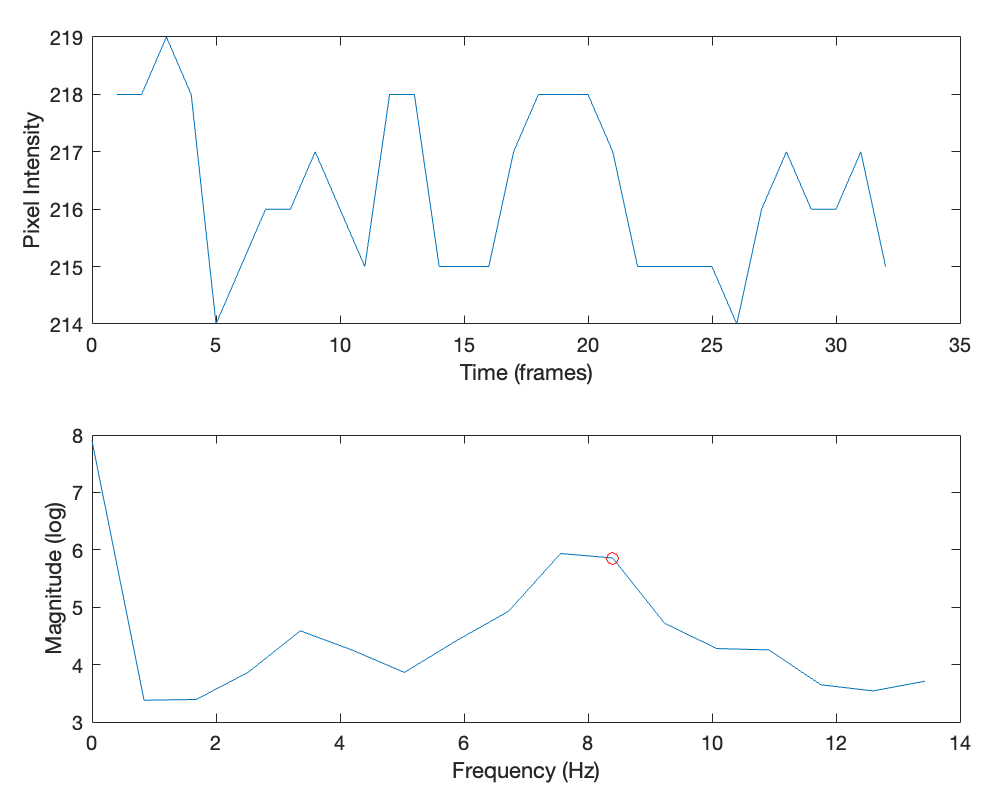 219
218
217
216
215
214
Pixel Intensity
0 5 10 15 20 25 30 35
Time (frames)
8
7
6
5
4
3
Magnitude (log)
0 2 4 6 8 10 12 14
Frequency (Hz)